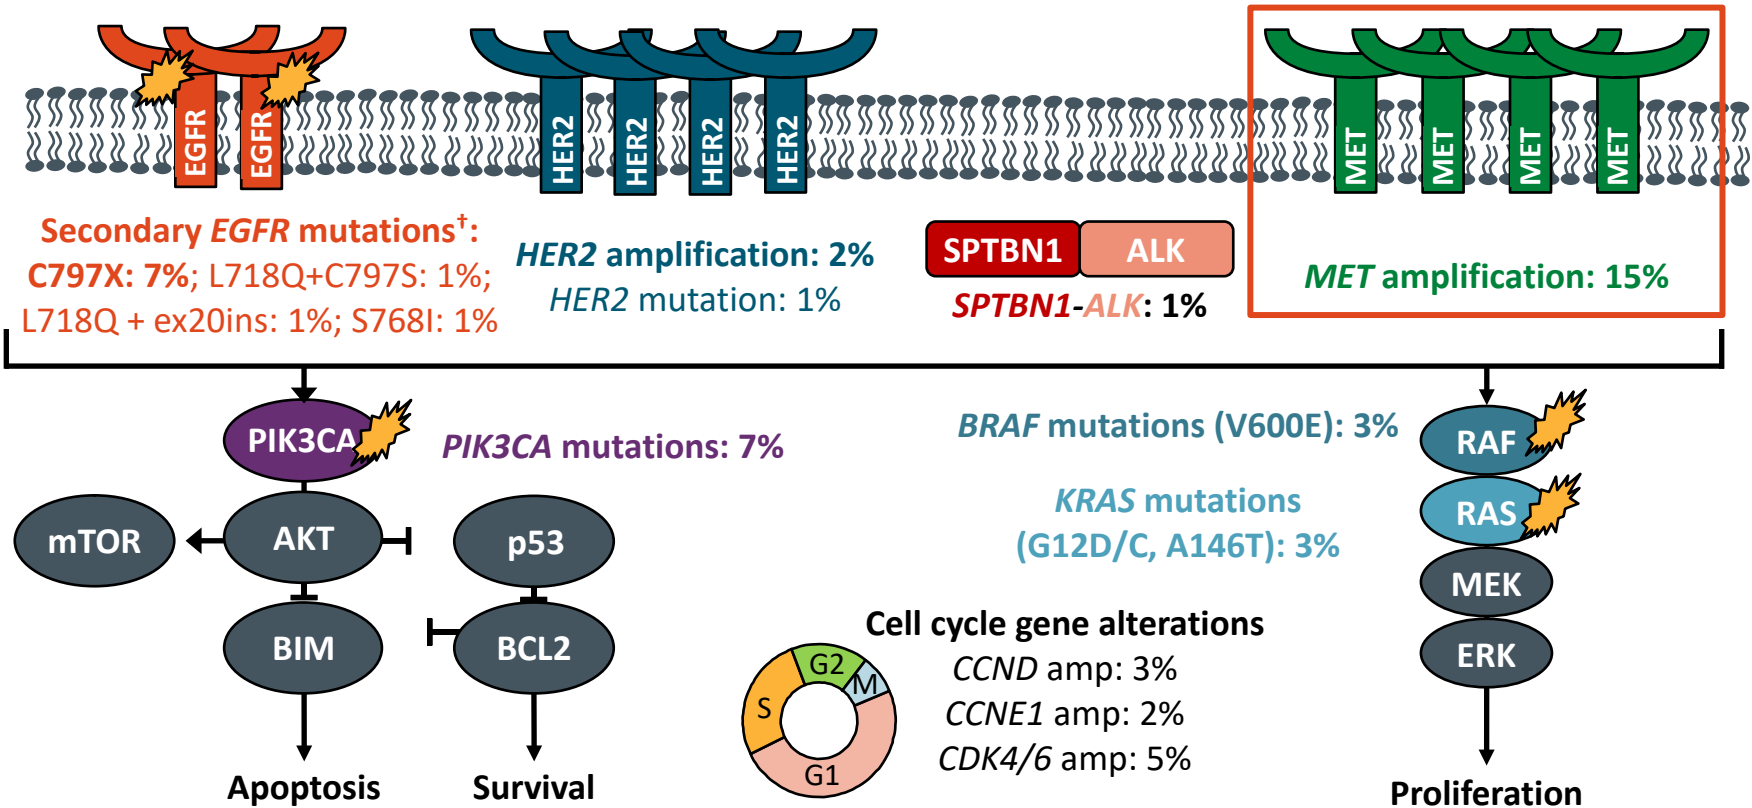 EGFR
EGFR
HER2
HER2
HER2
HER2
MET
MET
MET
MET
Secondary EGFR mutations†:
C797X: 7%; L718Q+C797S: 1%;
L718Q + ex20ins: 1%; S768I: 1%
HER2 amplification: 2%
HER2 mutation: 1%
SPTBN1 ALK
SPTBN1-ALK: 1%
MET amplification: 15%
PIK3CA
PIK3CA mutations: 7%
BRAF mutations (V600E): 3%
RAF
KRAS mutations
(G12D/C, A146T): 3%
RAS
mTOR
AKT
p53
MEK
BIM
BCL2
ERK
Cell cycle gene alterations
CCND amp: 3%
CCNE1 amp: 2%
CDK4/6 amp: 5%
G2
M
S
G1
Apoptosis
Survival
Proliferation